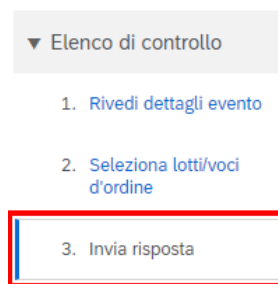 ▼ Elenco di controllo
1. Rivedi dettagli evento
2. Seleziona lotti/voci
d'ordine
3. Invia risposta